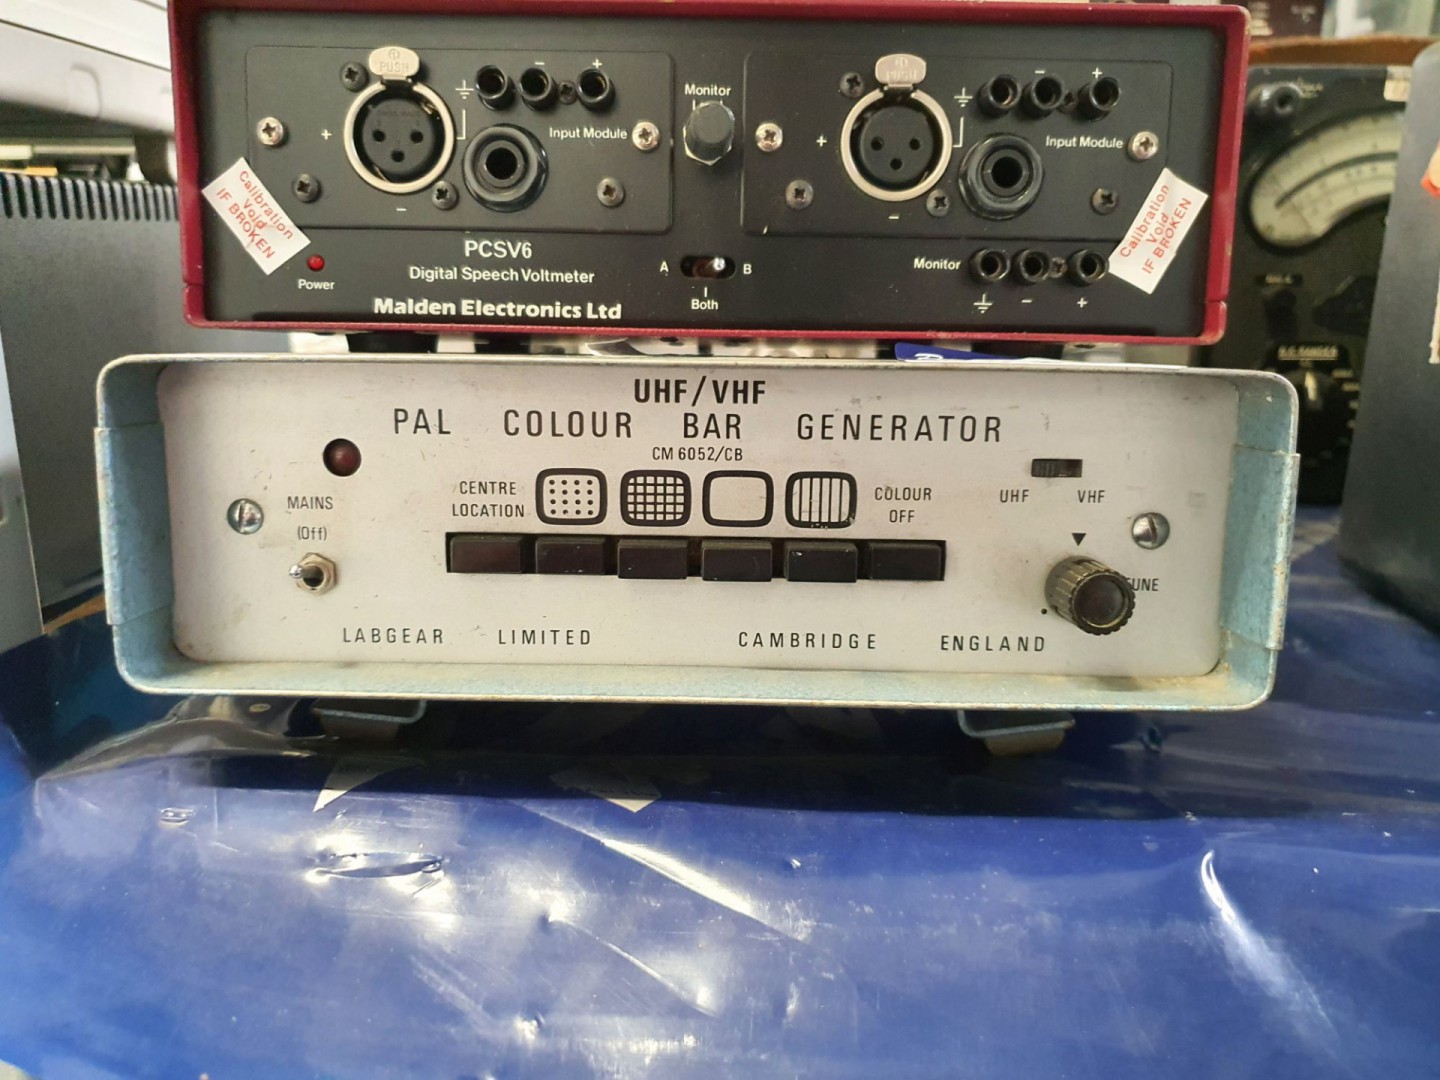 PUSH
PUSH
+
-
- +
Input Module
Monitor
+
-
- +
Input Module
Calibration
Void
IF BROKEN
Calibration
Void
IF BROKEN
Power
PCSV6
Digital Speech Voltmeter
Malden Electronics Ltd
A B
Both
Monitor
- +
UHF/VHF
PAL COLOUR BAR GENERATOR
CM 6052/CB
MAINS
(Off)
CENTRE
LOCATION
COLOUR
OFF
UHF VHF
LABGEAR LIMITED CAMBRIDGE ENGLAND